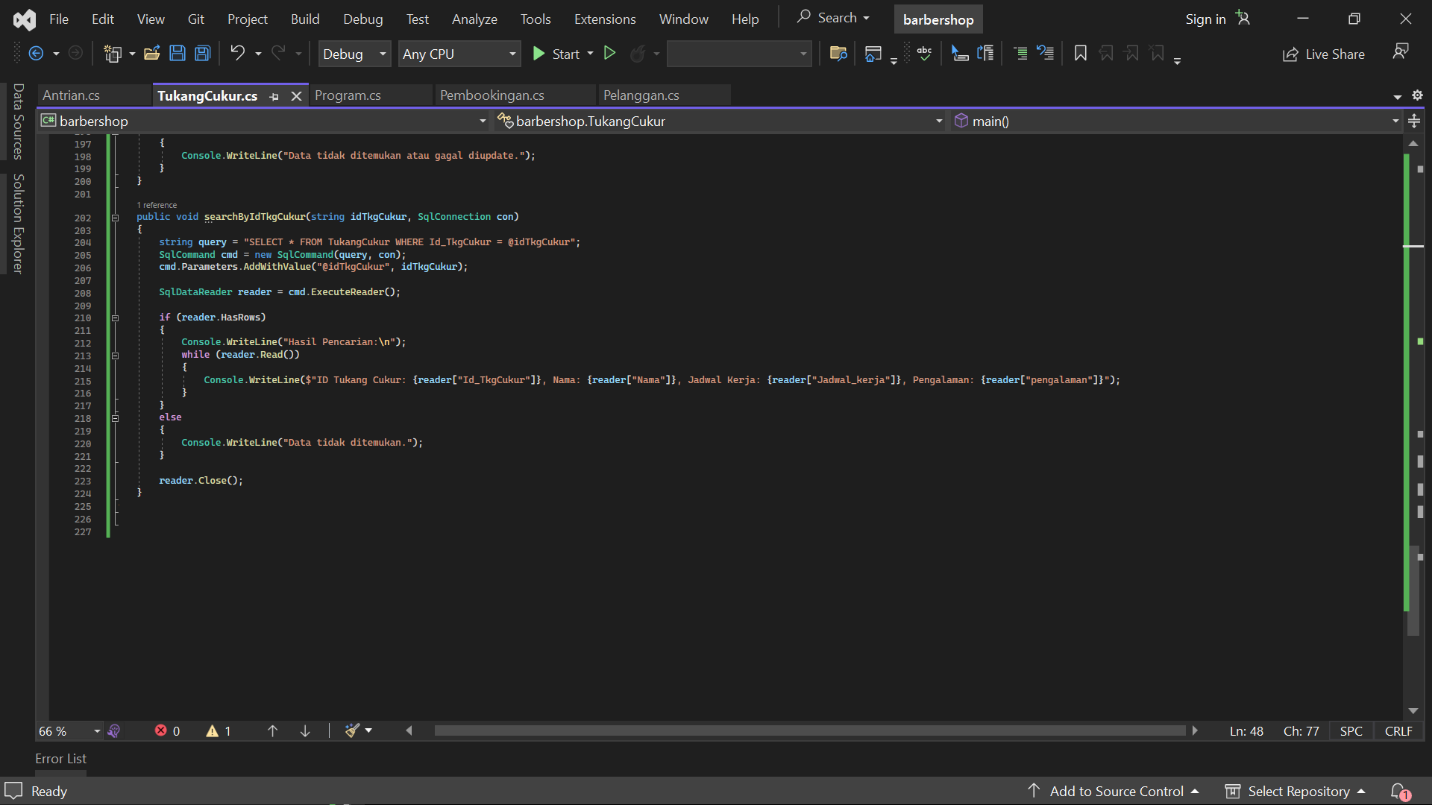 File Edit View Git Project Build Debug Test Analyze Tools Extensions Window Help Search barbershop Sign in
Debug Any CPU Start Live Share
Data Sources
Solution Explorer
Antrian.cs TukangCukur.cs Program.cs Pembookingan.cs Pelanggan.cs
C# barbershop barbershop.TukangCukur main()
197 {
198 Console.WriteLine("Data tidak ditemukan atau gagal diupdate.");
199 }
200 }
201
1 reference
202 public void searchByIdTkgCukur(string idTkgCukur, SqlConnection con)
203 {
204 string query = "SELECT * FROM TukangCukur WHERE Id_TkgCukur = @idTkgCukur";
205 SqlCommand cmd = new SqlCommand(query, con);
206 cmd.Parameters.AddWithValue("@idTkgCukur", idTkgCukur);
207
208 SqlDataReader reader = cmd.ExecuteReader();
209
210 if (reader.HasRows)
211 {
212 Console.WriteLine("Hasil Pencarian:\n");
213 while (reader.Read())
214 {
215 Console.WriteLine($"ID Tukang Cukur: {reader["Id_TkgCukur"]}, Nama: {reader["Nama"]}, Jadwal Kerja: {reader["Jadwal_kerja"]}, Pengalaman: {reader["pengalaman"]}");
216 }
217 }
218 else
219 {
220 Console.WriteLine("Data tidak ditemukan.");
221 }
222
223 reader.Close();
224 }
225
226
227
66 % 0 1 Ln: 48 Ch: 77 SPC CRLF
Error List
Ready Add to Source Control Select Repository 1